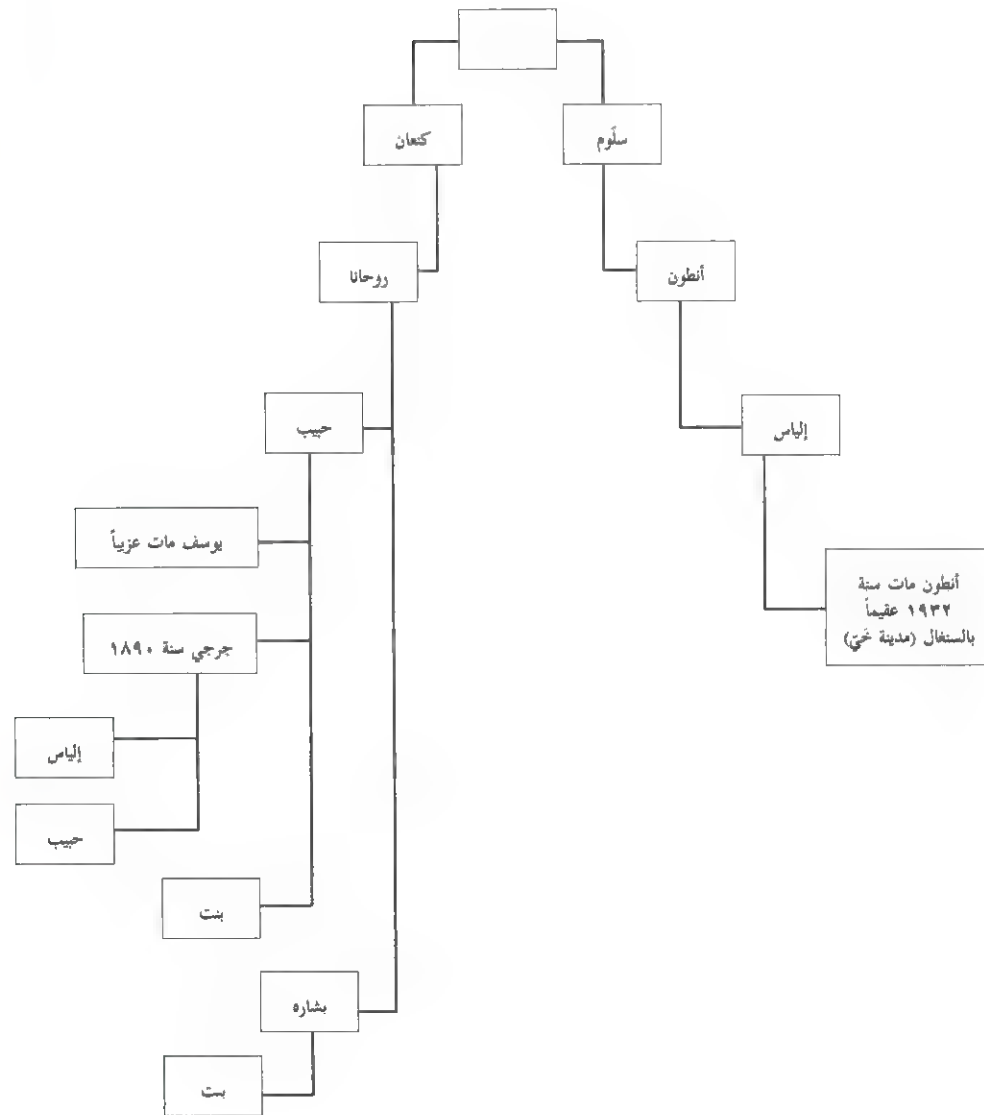 سلّوم
كنعان
أنطون
روحانا
إلياس
حبيب
يوسف مات عزيباً
أنطون مات سنة
١٩٣٢ عقيماً
بالسنغال (مدينة خَيّ)
جرجي سنة ١٨٩٠
إلياس
حبيب
بنت
بشاره
بنت